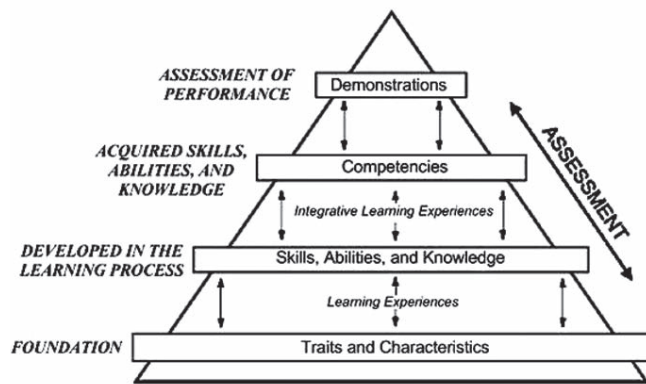 ASSESSMENT OF
PERFORMANCE
Demonstrations
ACQUIRED SKILLS,
ABILITIES, AND
KNOWLEDGE
Competencies
ASSESSMENT
Integrative Learning Experiences
DEVELOPED IN THE
LEARNING PROCESS
Skills, Abilities, and Knowledge
Learning Experiences
FOUNDATION
Traits and Characteristics